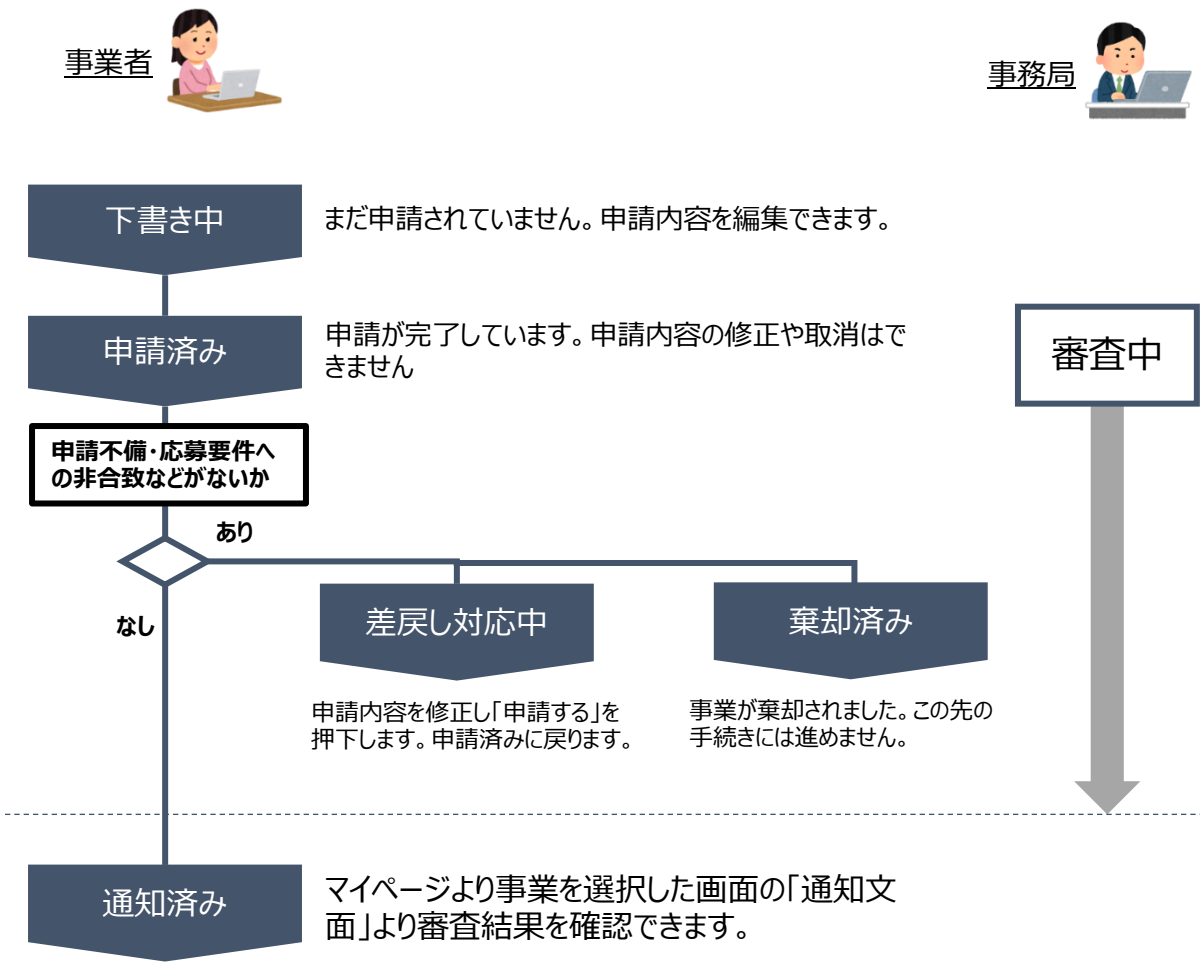 事業者
事務局
下書き中
まだ申請されていません。申請内容を編集できます。
申請済み
申請が完了しています。申請内容の修正や取消はで
きません
審査中
申請不備・応募要件へ
の非合致などがないか
あり
なし
差戻し対応中
棄却済み
申請内容を修正し「申請する」を
押下します。申請済みに戻ります。
事業が棄却されました。この先の
手続きには進めません。
通知済み
マイページより事業を選択した画面の「通知文
面」より審査結果を確認できます。